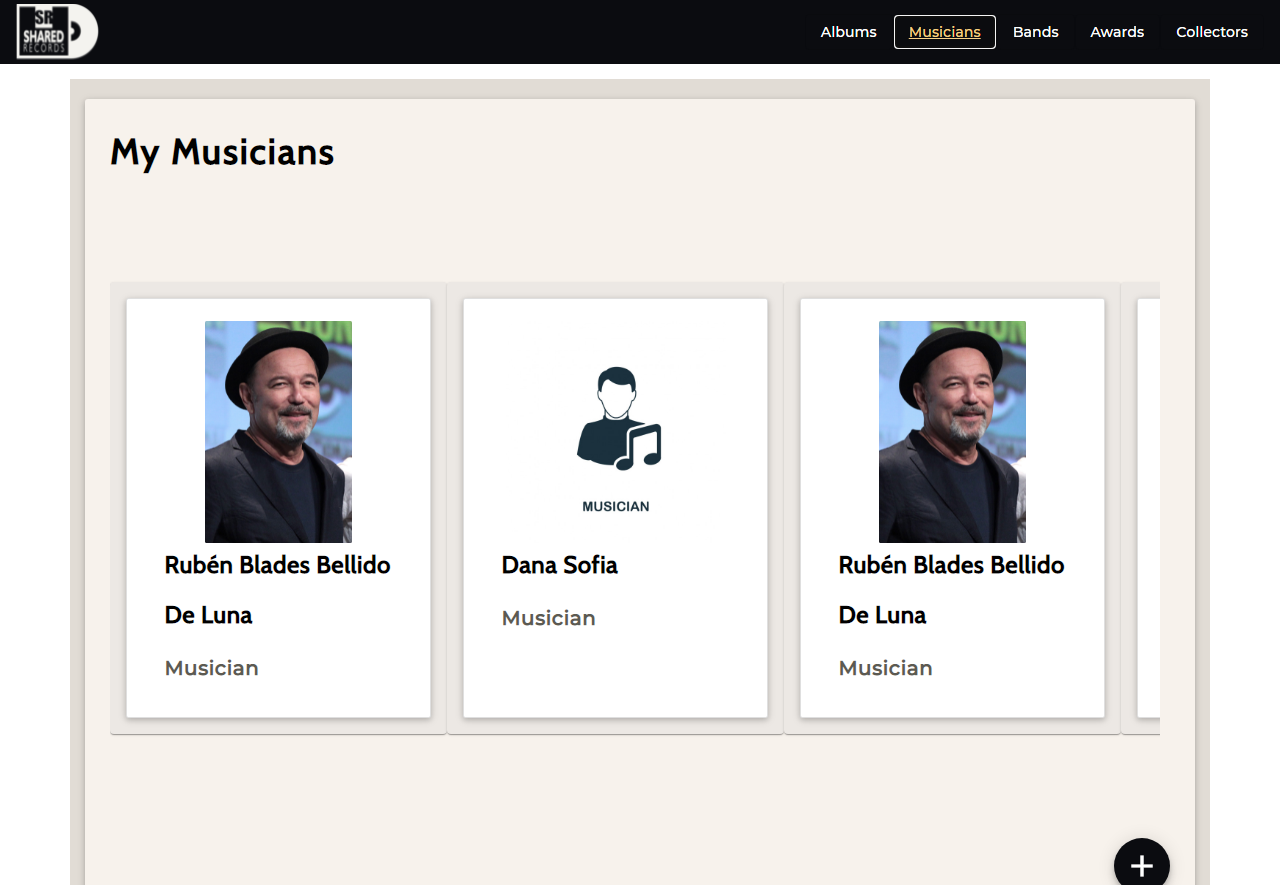 SR
SHARED
RECORDS
Albums
Musicians
Bands
Awards
Collectors
My Musicians
Rubén Blades Bellido
De Luna
Musician
MUSICIAN
Dana Sofia
Musician
Rubén Blades Bellido
De Luna
Musician